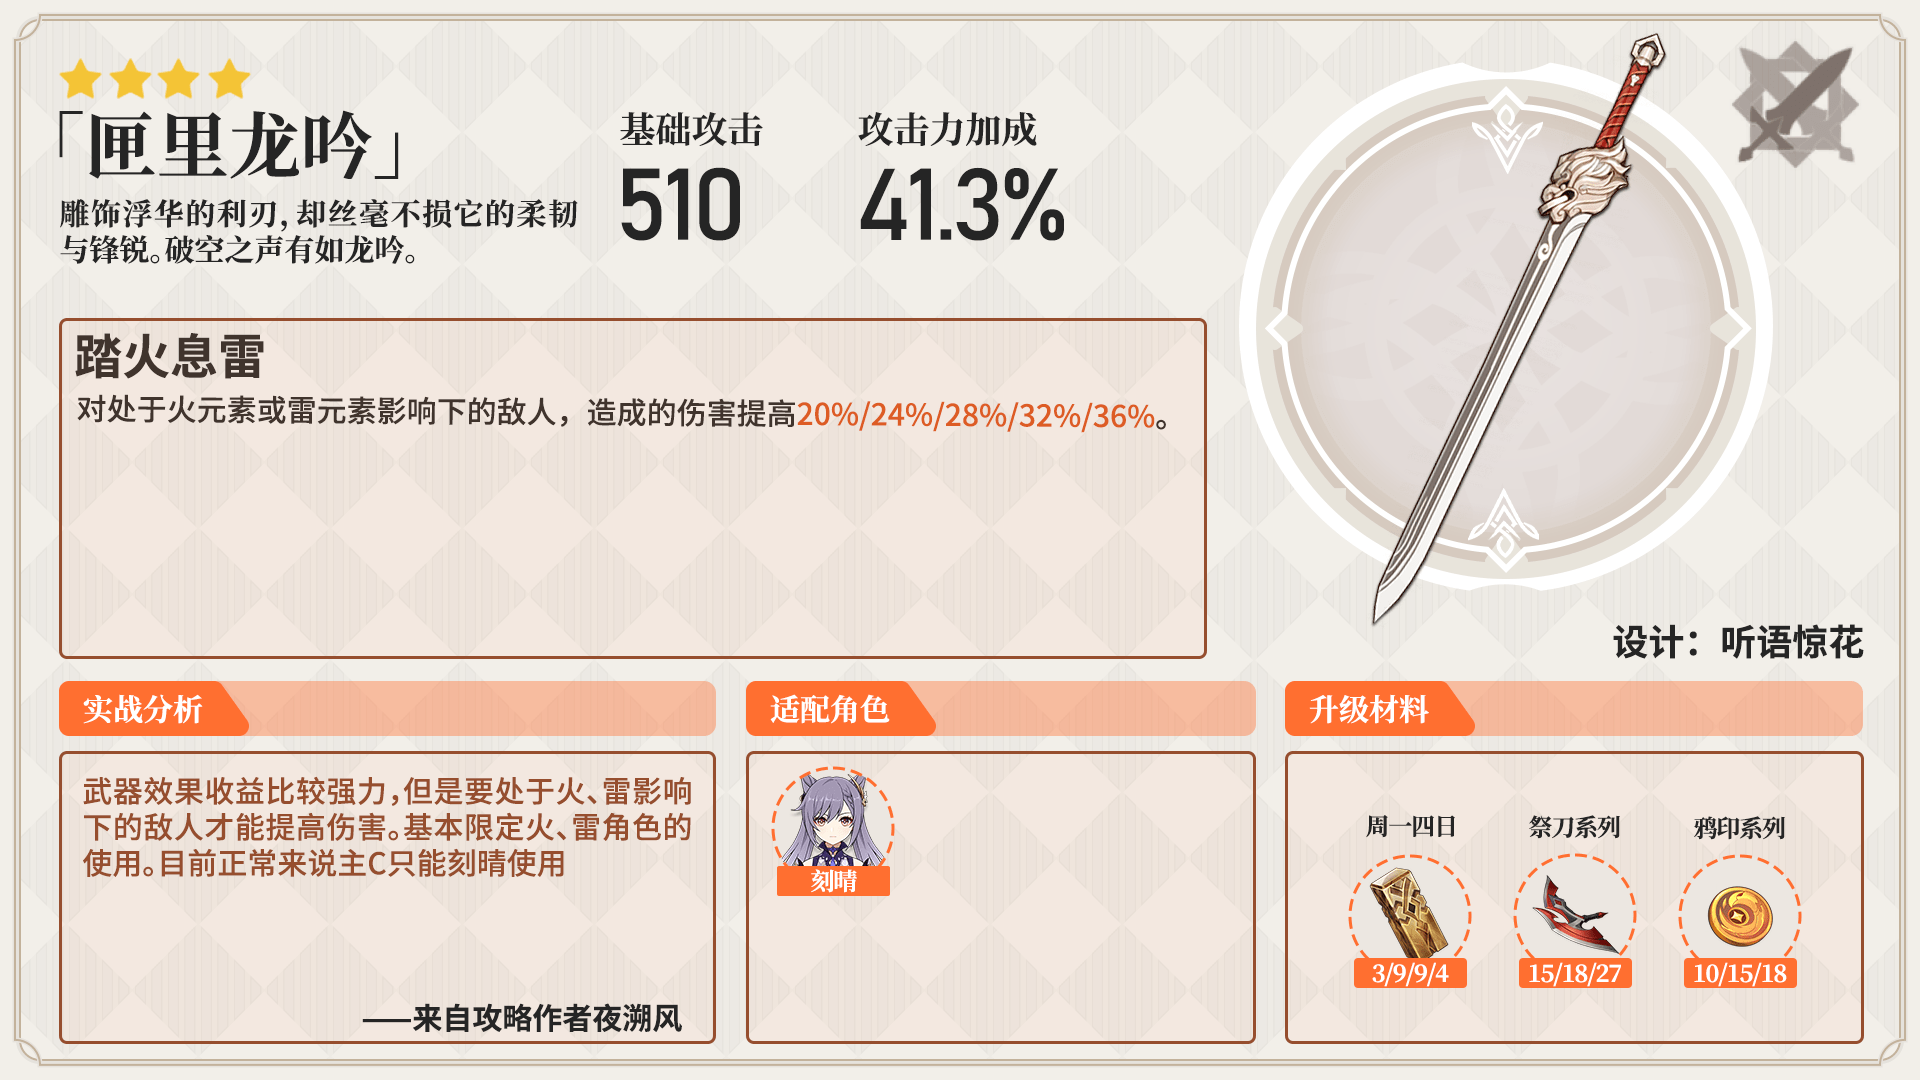 「匣里龙吟」
雕饰浮华的利刃，却丝毫不损它的柔韧
与锋锐。破空之声有如龙吟。
基础攻击
510
攻击力加成
41.3%
踏火息雷
对处于火元素或雷元素影响下的敌人，造成的伤害提高20%/24%/28%/32%/36%。
设计：听语惊花
实战分析
武器效果收益比较强力，但是要处于火、雷影响
下的敌人才能提高伤害。基本限定火、雷角色的
使用。目前正常来说主C只能刻晴使用
——来自攻略作者夜溯风
适配角色
刻晴
升级材料
周一四日
3/9/9/4
祭刀系列
15/18/27
鸦印系列
10/15/18